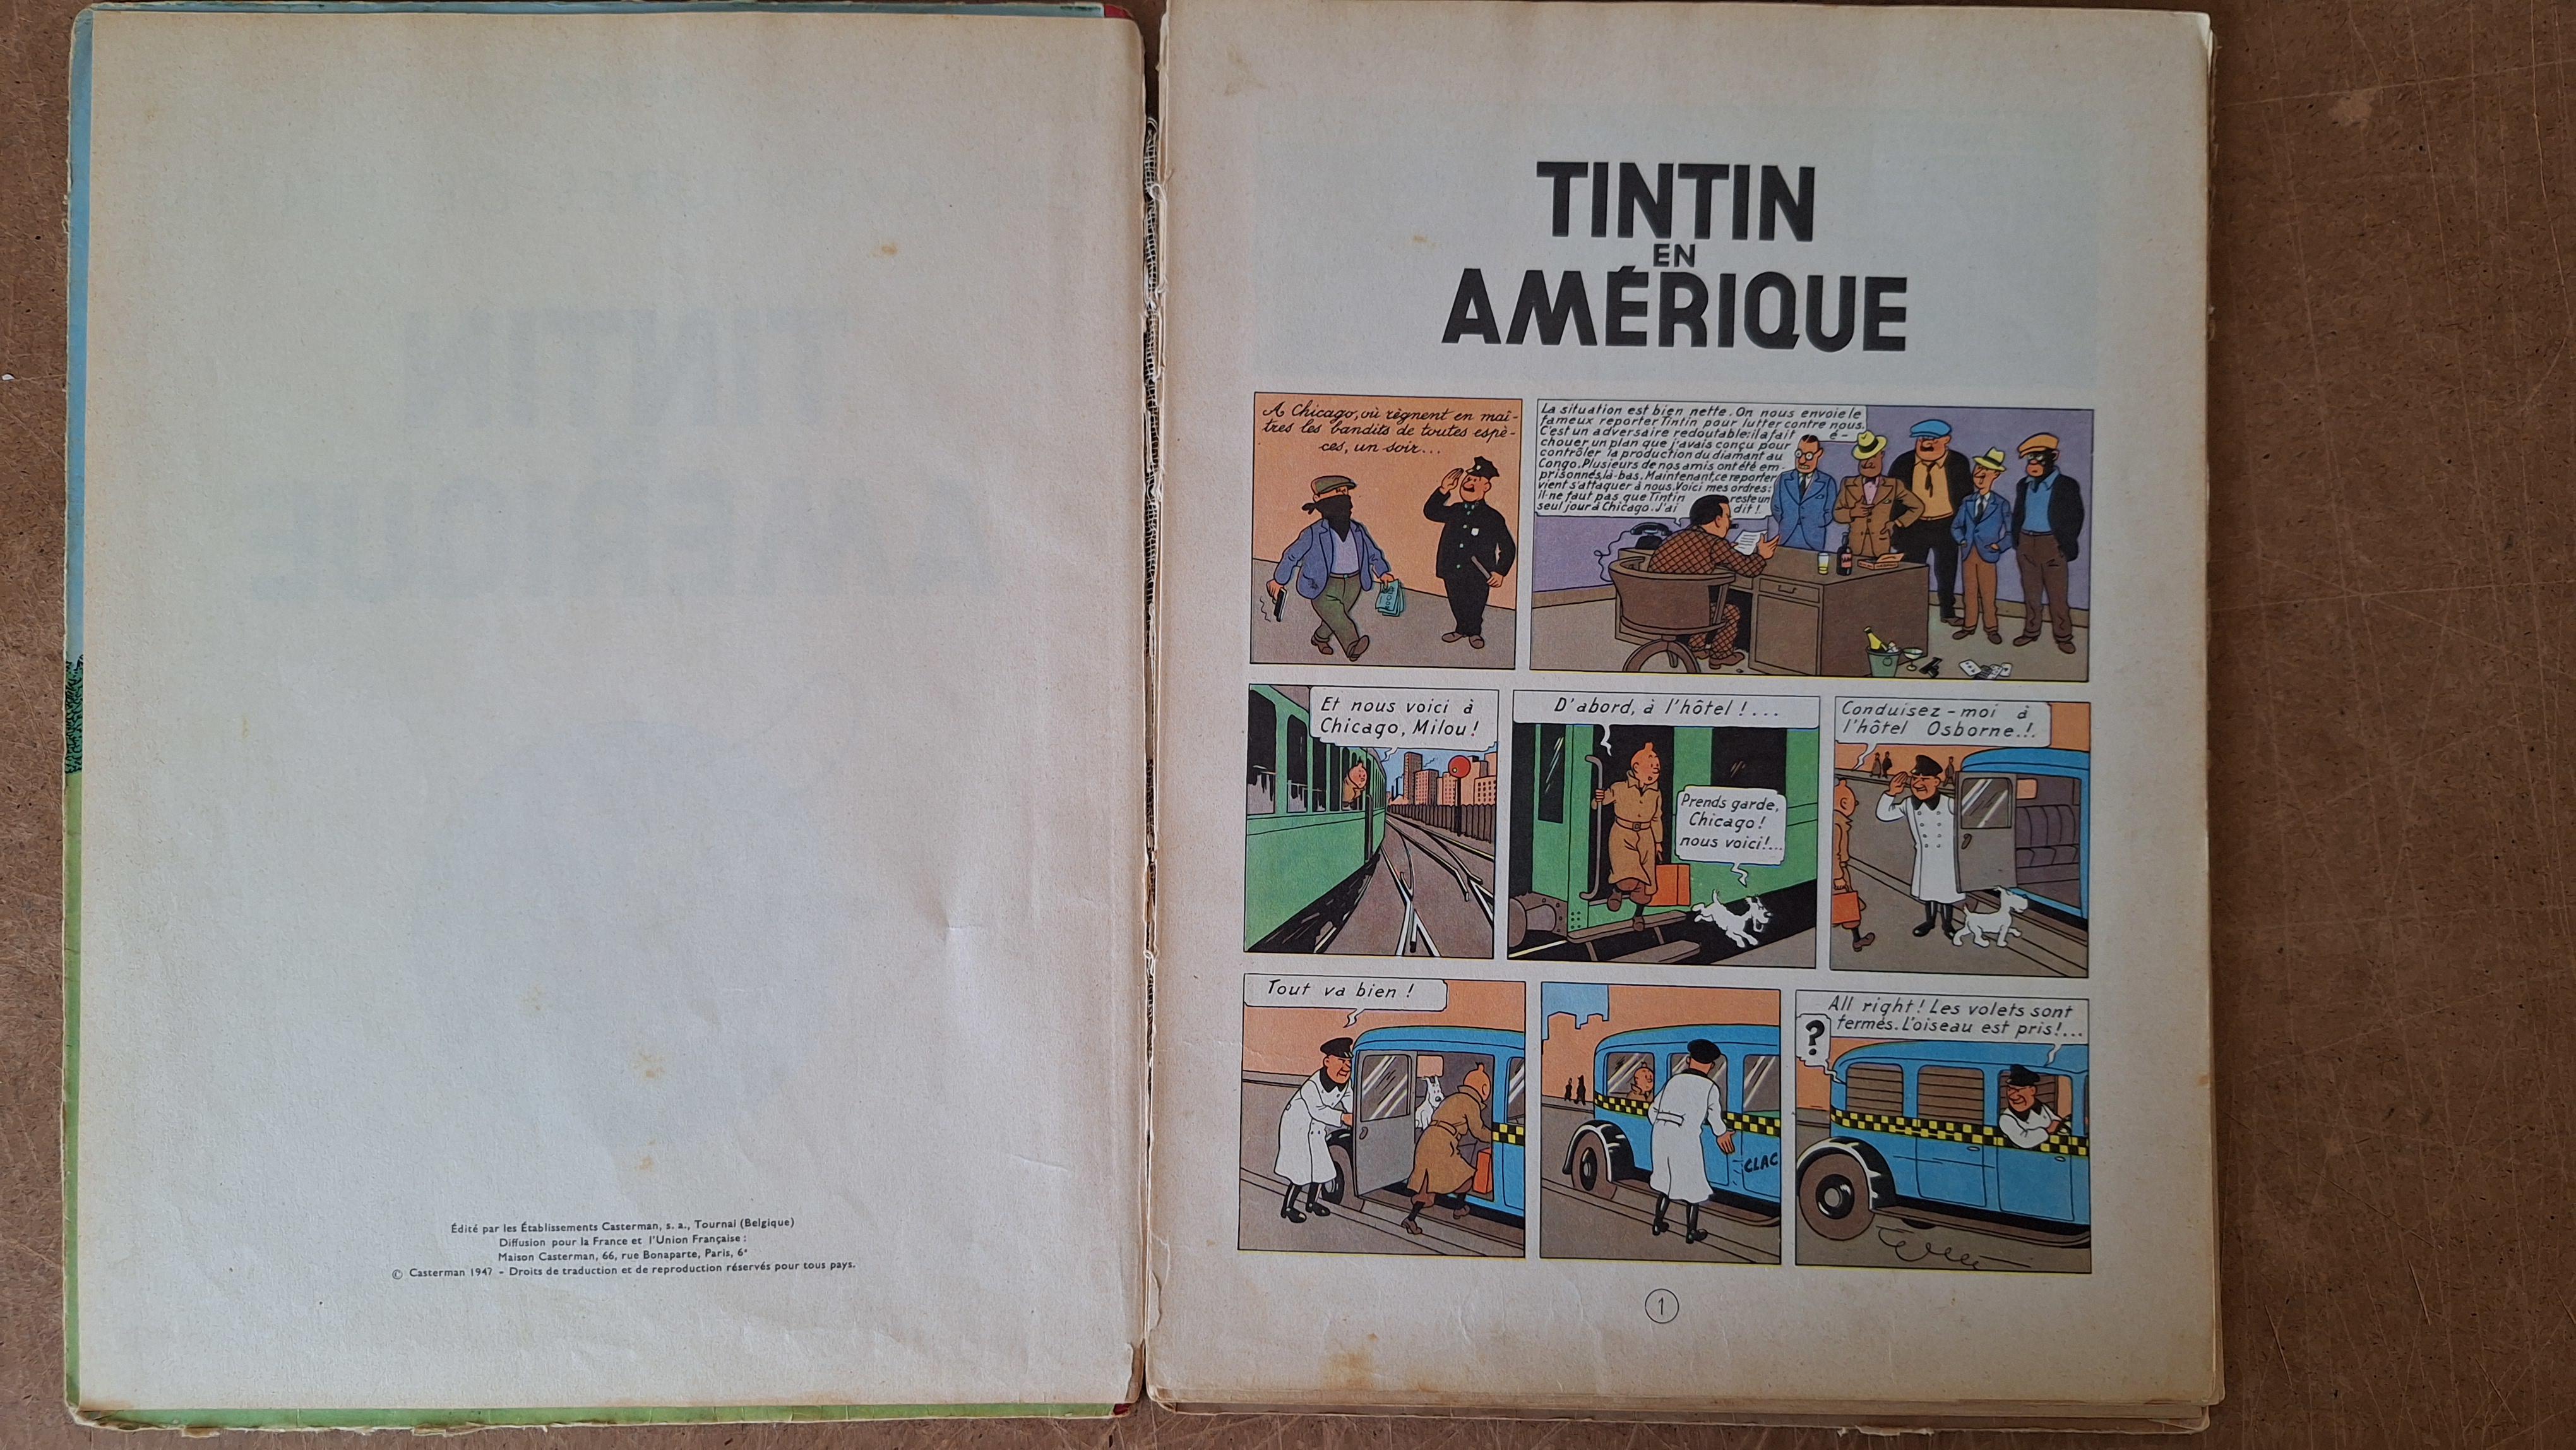 Édité par les Établissements Casterman, s. a., Tournai (Belgique)
Diffusion pour la France et l'Union Française :
Maison Casterman, 66, rue Bonaparte, Paris, 6e
© Casterman 1947 - Droits de traduction et de reproduction réservés pour tous pays.
TINTIN
EN
AMÉRIQUE
A Chicago, où règnent en maî-
tres les bandits de toutes espè-
ces, un soir...
La situation est bien nette. On nous envoie le
fameux reporter Tintin pour lutter contre nous.
C'est un adversaire redoutable: il a fait é-
chouer un plan que j'avais conçu pour
contrôler la production du diamant au
Congo. Plusieurs de nos amis ont été em-
prisonnés, là-bas. Maintenant, ce reporter
vient s'attaquer à nous. Voici mes ordres:
il ne faut pas que Tintin reste un
seul jour à Chicago. J'ai dit !
Et nous voici à
Chicago, Milou !
D'abord, à l'hôtel ! ...
Prends garde,
Chicago !
nous voici!...
Conduisez-moi à
l'hôtel Osborne.!.
Tout va bien !
CLAC
?
All right! Les volets sont
fermés. L'oiseau est pris!...
1